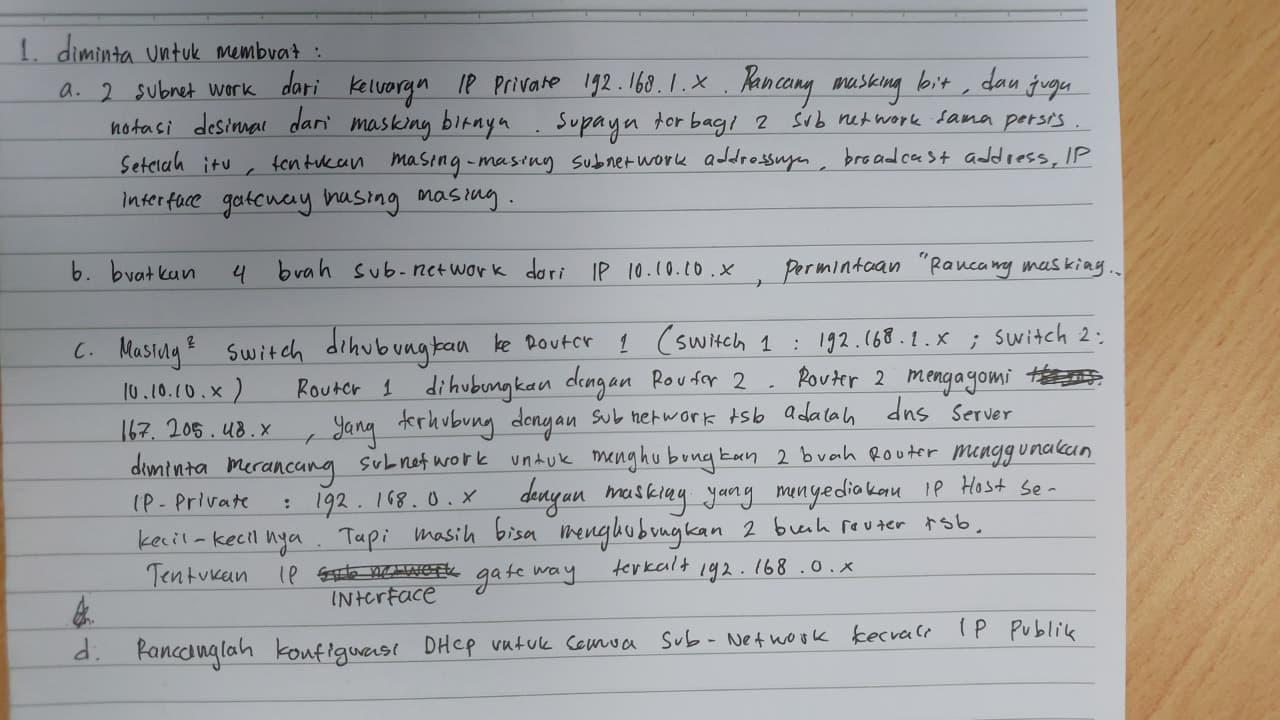 1. diminta untuk membuat :
a. 2 subnet work dari keluarga IP Private 192.168.1.x. Rancang masking bit, dan juga
notasi desimal dari masking bitnya. Supaya terbagi 2 sub network sama persis.
Setelah itu, tentukan masing-masing subnetwork addressnya, broadcast address, IP
Interface gateway masing masing.
b. buatkan 4 buah sub-network dari IP 10.10.10.x, Permintaan "Rancang masking..
c. Masing² switch dihubungkan ke Router 1 (switch 1 : 192.168.1.x ; switch 2:
10.10.10.x) Router 1 dihubungkan dengan Router 2. Router 2 mengayomi
167.205.48.x, yang terhubung dengan subnetwork tsb adalah dns server
diminta merancang subnetwork untuk menghubungkan 2 buah Router menggunakan
IP-Private : 192.168.0.x dengan masking yang menyediakan IP Host se-
kecil-kecilnya. Tapi masih bisa menghubungkan 2 buah router tsb.
Tentukan IP sub network gateway terkait 192.168.0.x
INterface
d. Rancanglah konfigurasi DHCP untuk semua Sub-Network kecuali IP Publik